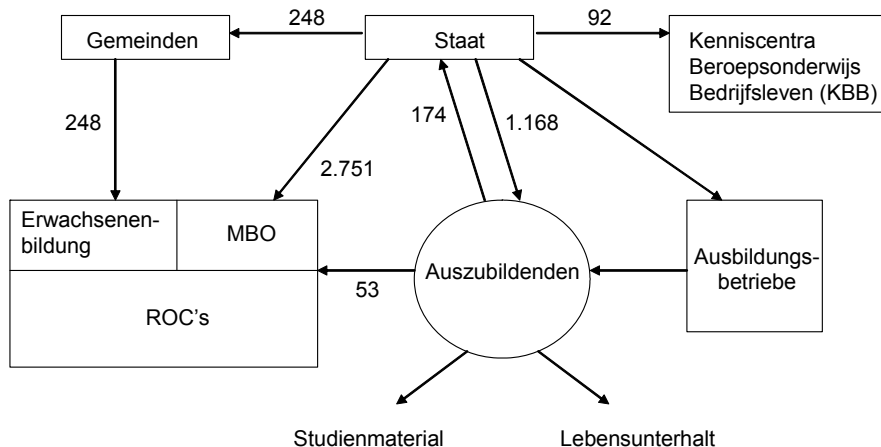 248
92
Gemeinden
Staat
Kenniscentra
Beroepsonderwijs
Bedrijfsleven (KBB)
248
174
1.168
2.751
Erwachsenen-
bildung
MBO
Auszubildenden
Ausbildungs-
betriebe
53
ROC's
Studienmaterial
Lebensunterhalt